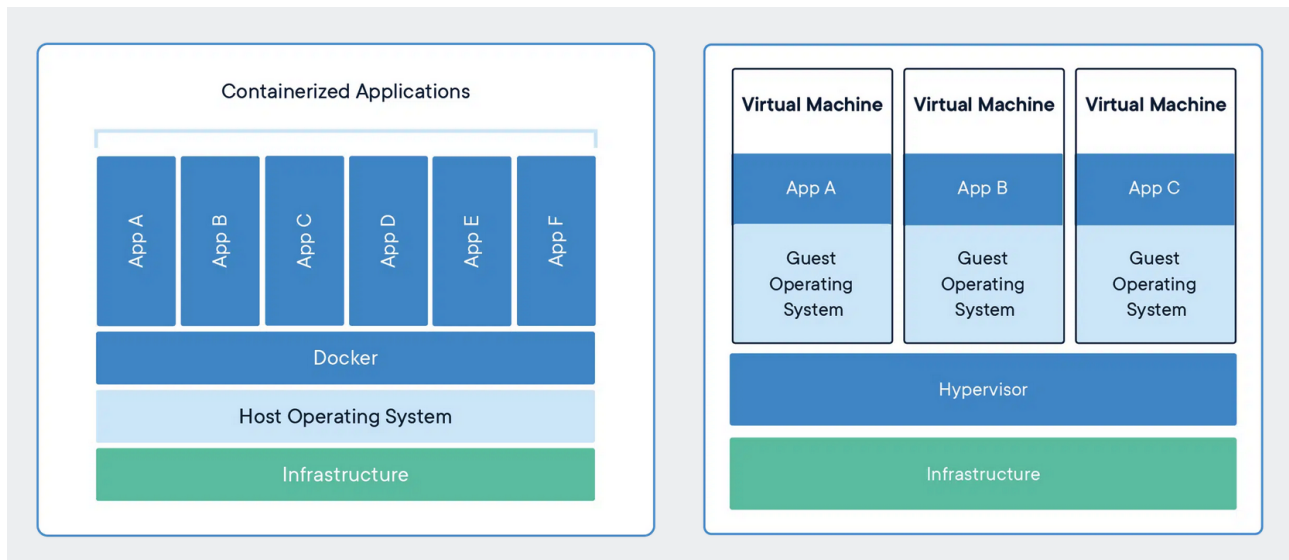 Containerized Applications
App A
App B
App C
App D
App E
App F
Docker
Host Operating System
Infrastructure
Virtual Machine
App A
Guest
Operating
System
Virtual Machine
App B
Guest
Operating
System
Virtual Machine
App C
Guest
Operating
System
Hypervisor
Infrastructure